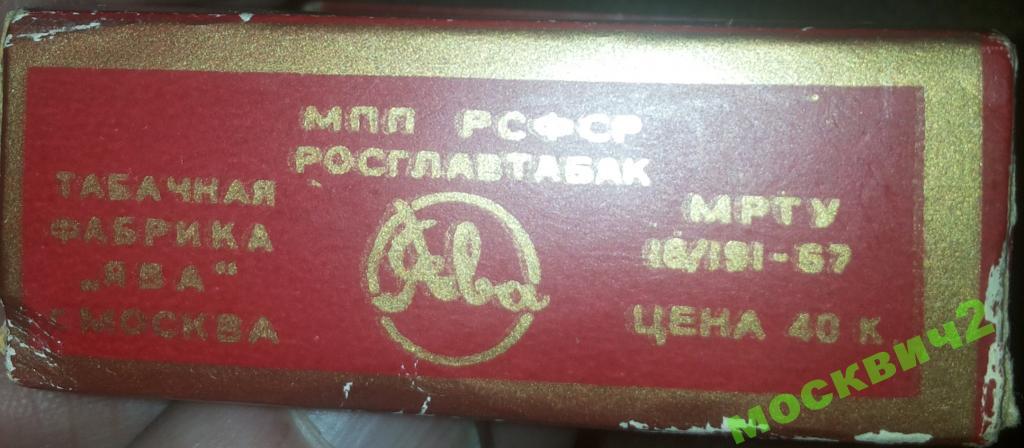 МПП РСФСР
РОСГЛАВТАБАК
ТАБАЧНАЯ
ФАБРИКА
„ЯВА“
г. МОСКВА
Ява
МРТУ
18/191-67
ЦЕНА 40 к
москвич2